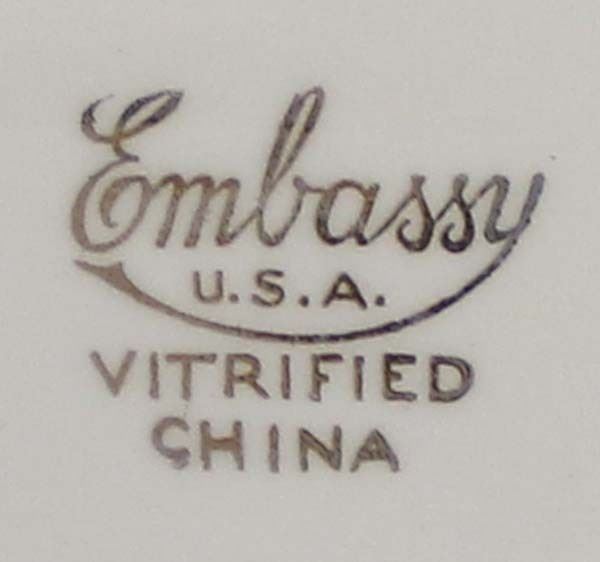 Embassy
U.S.A.
VITRIFIED
CHINA